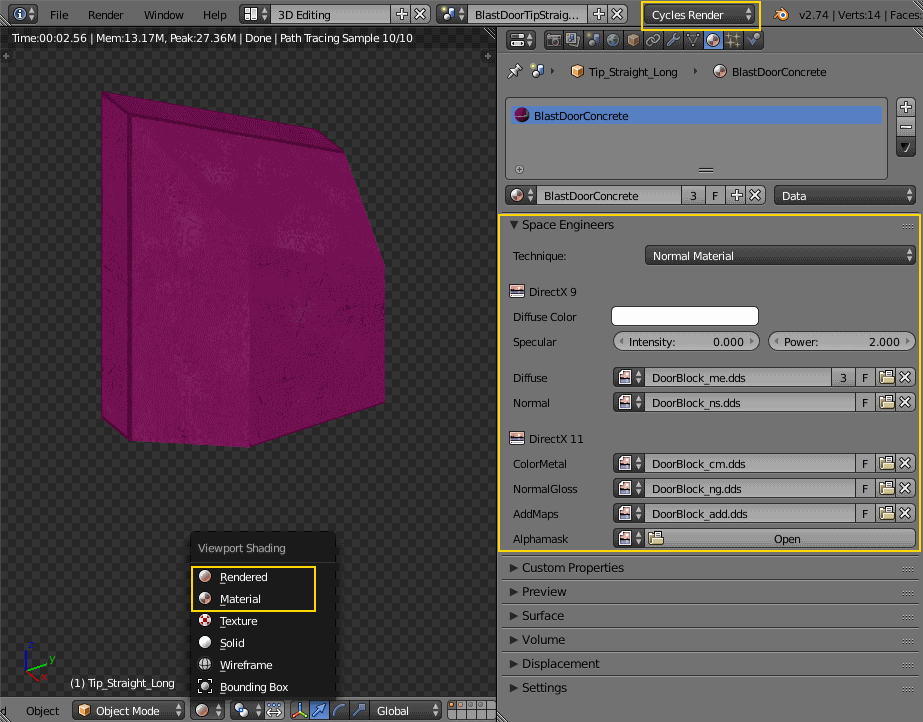 File Render Window Help 3D Editing BlastDoorTipStraig... Cycles Render v2.74 | Verts:14 | Faces:
Time:00:02.56 | Mem:13.17M, Peak:27.36M | Done | Path Tracing Sample 10/10
Tip_Straight_Long BlastDoorConcrete
BlastDoorConcrete
BlastDoorConcrete 3 F Data
Space Engineers
Technique: Normal Material
DirectX 9
Diffuse Color
Specular Intensity: 0.000 Power: 2.000
Diffuse DoorBlock_me.dds 3 F
Normal DoorBlock_ns.dds F
DirectX 11
ColorMetal DoorBlock_cm.dds F
NormalGloss DoorBlock_ng.dds F
AddMaps DoorBlock_add.dds F
Alphamask Open
Custom Properties
Preview
Surface
Volume
Displacement
Settings
Viewport Shading
Rendered
Material
Texture
Solid
Wireframe
Bounding Box
z
y
(1) Tip_Straight_Long
Object Object Mode Global